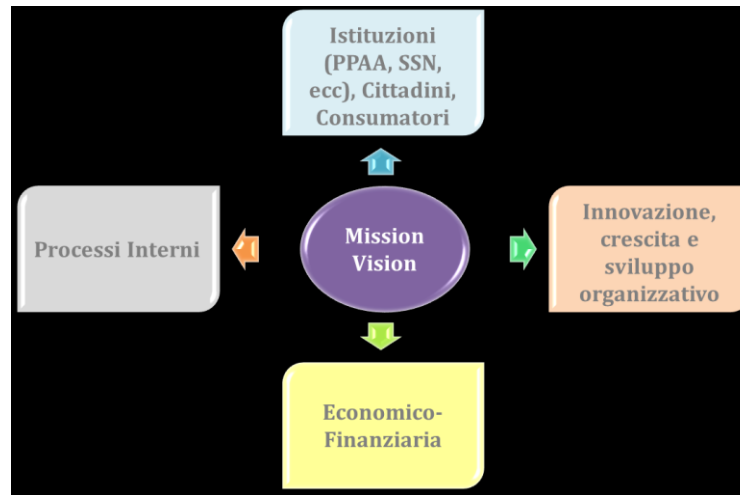 Istituzioni
(PPAA, SSN,
ecc), Cittadini,
Consumatori
Processi Interni
Mission
Vision
Innovazione,
crescita e
sviluppo
organizzativo
Economico-
Finanziaria